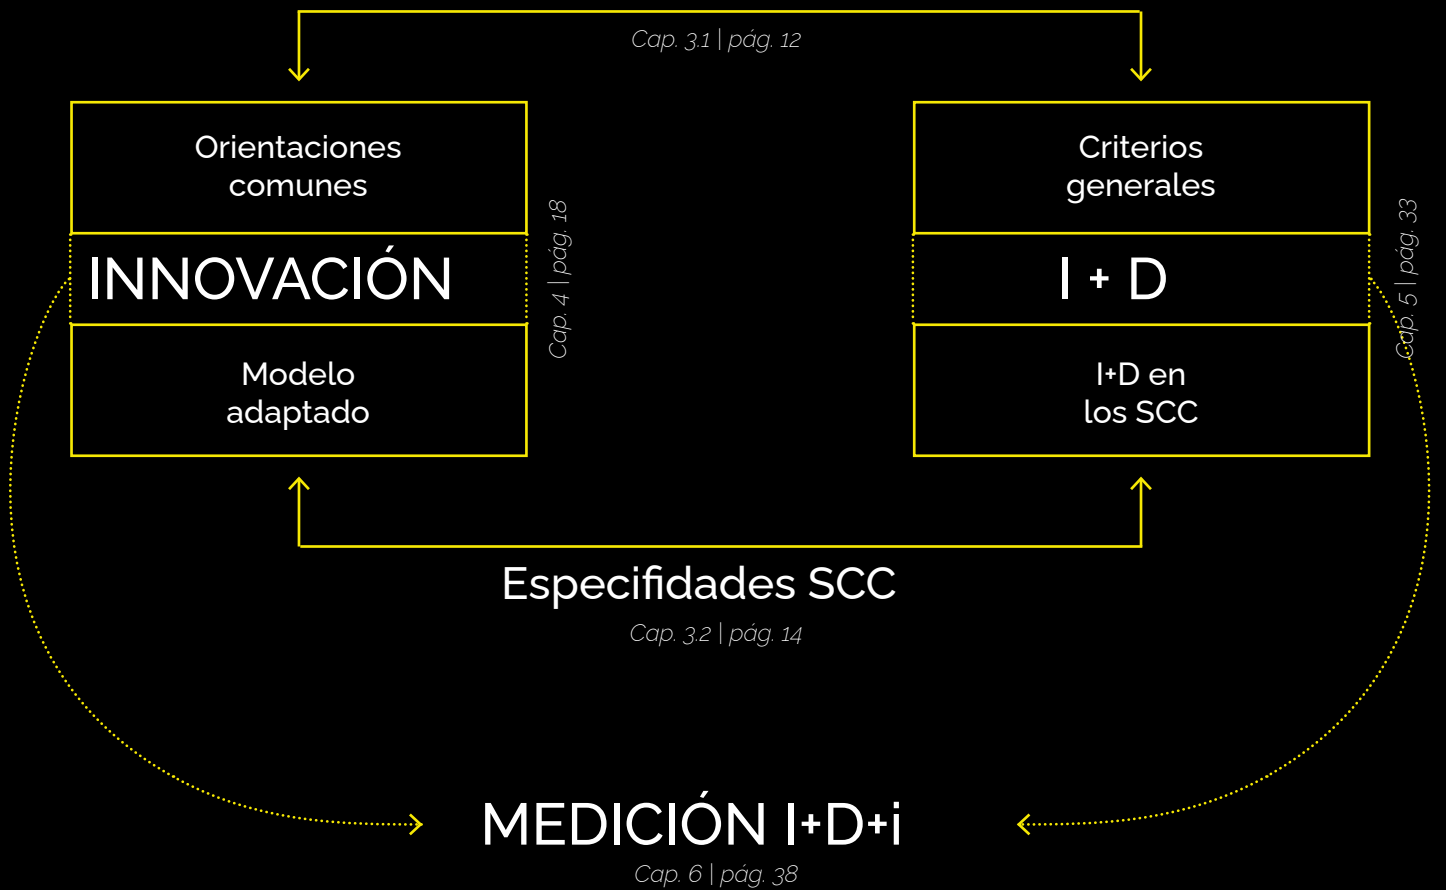 Cap. 3.1 | pág. 12
Orientaciones
comunes
INNOVACIÓN
Modelo
adaptado
Cap. 4 | pág. 18
Criterios
generales
I + D
I+D en
los SCC
Cap. 5 | pág. 33
Especifidades SCC
Cap. 3.2 | pág. 14
MEDICIÓN I+D+i
Cap. 6 | pág. 38